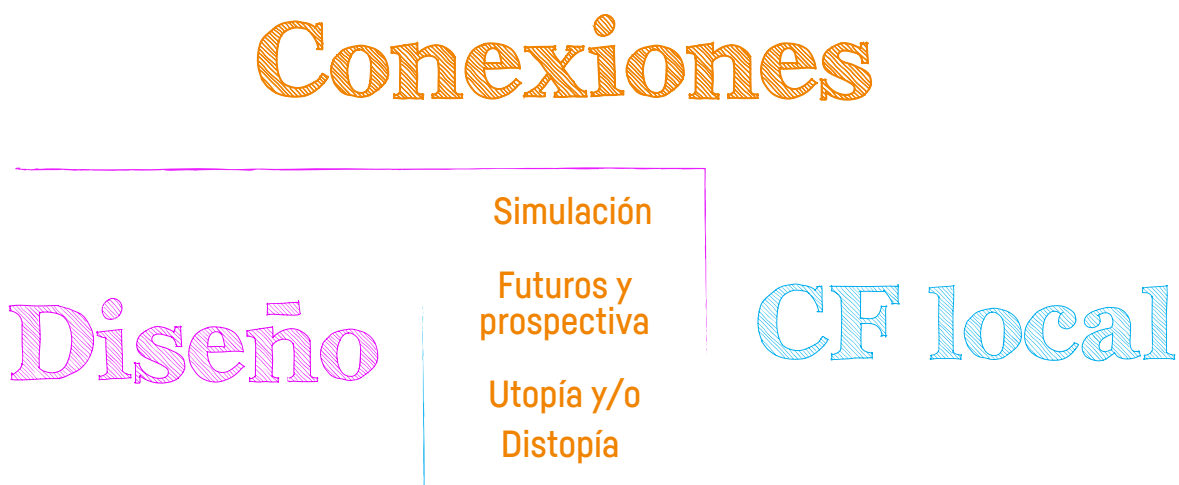 Conexiones
Simulación
Futuros y
prospectiva
Utopía y/o
Distopía
Diseño
CF local